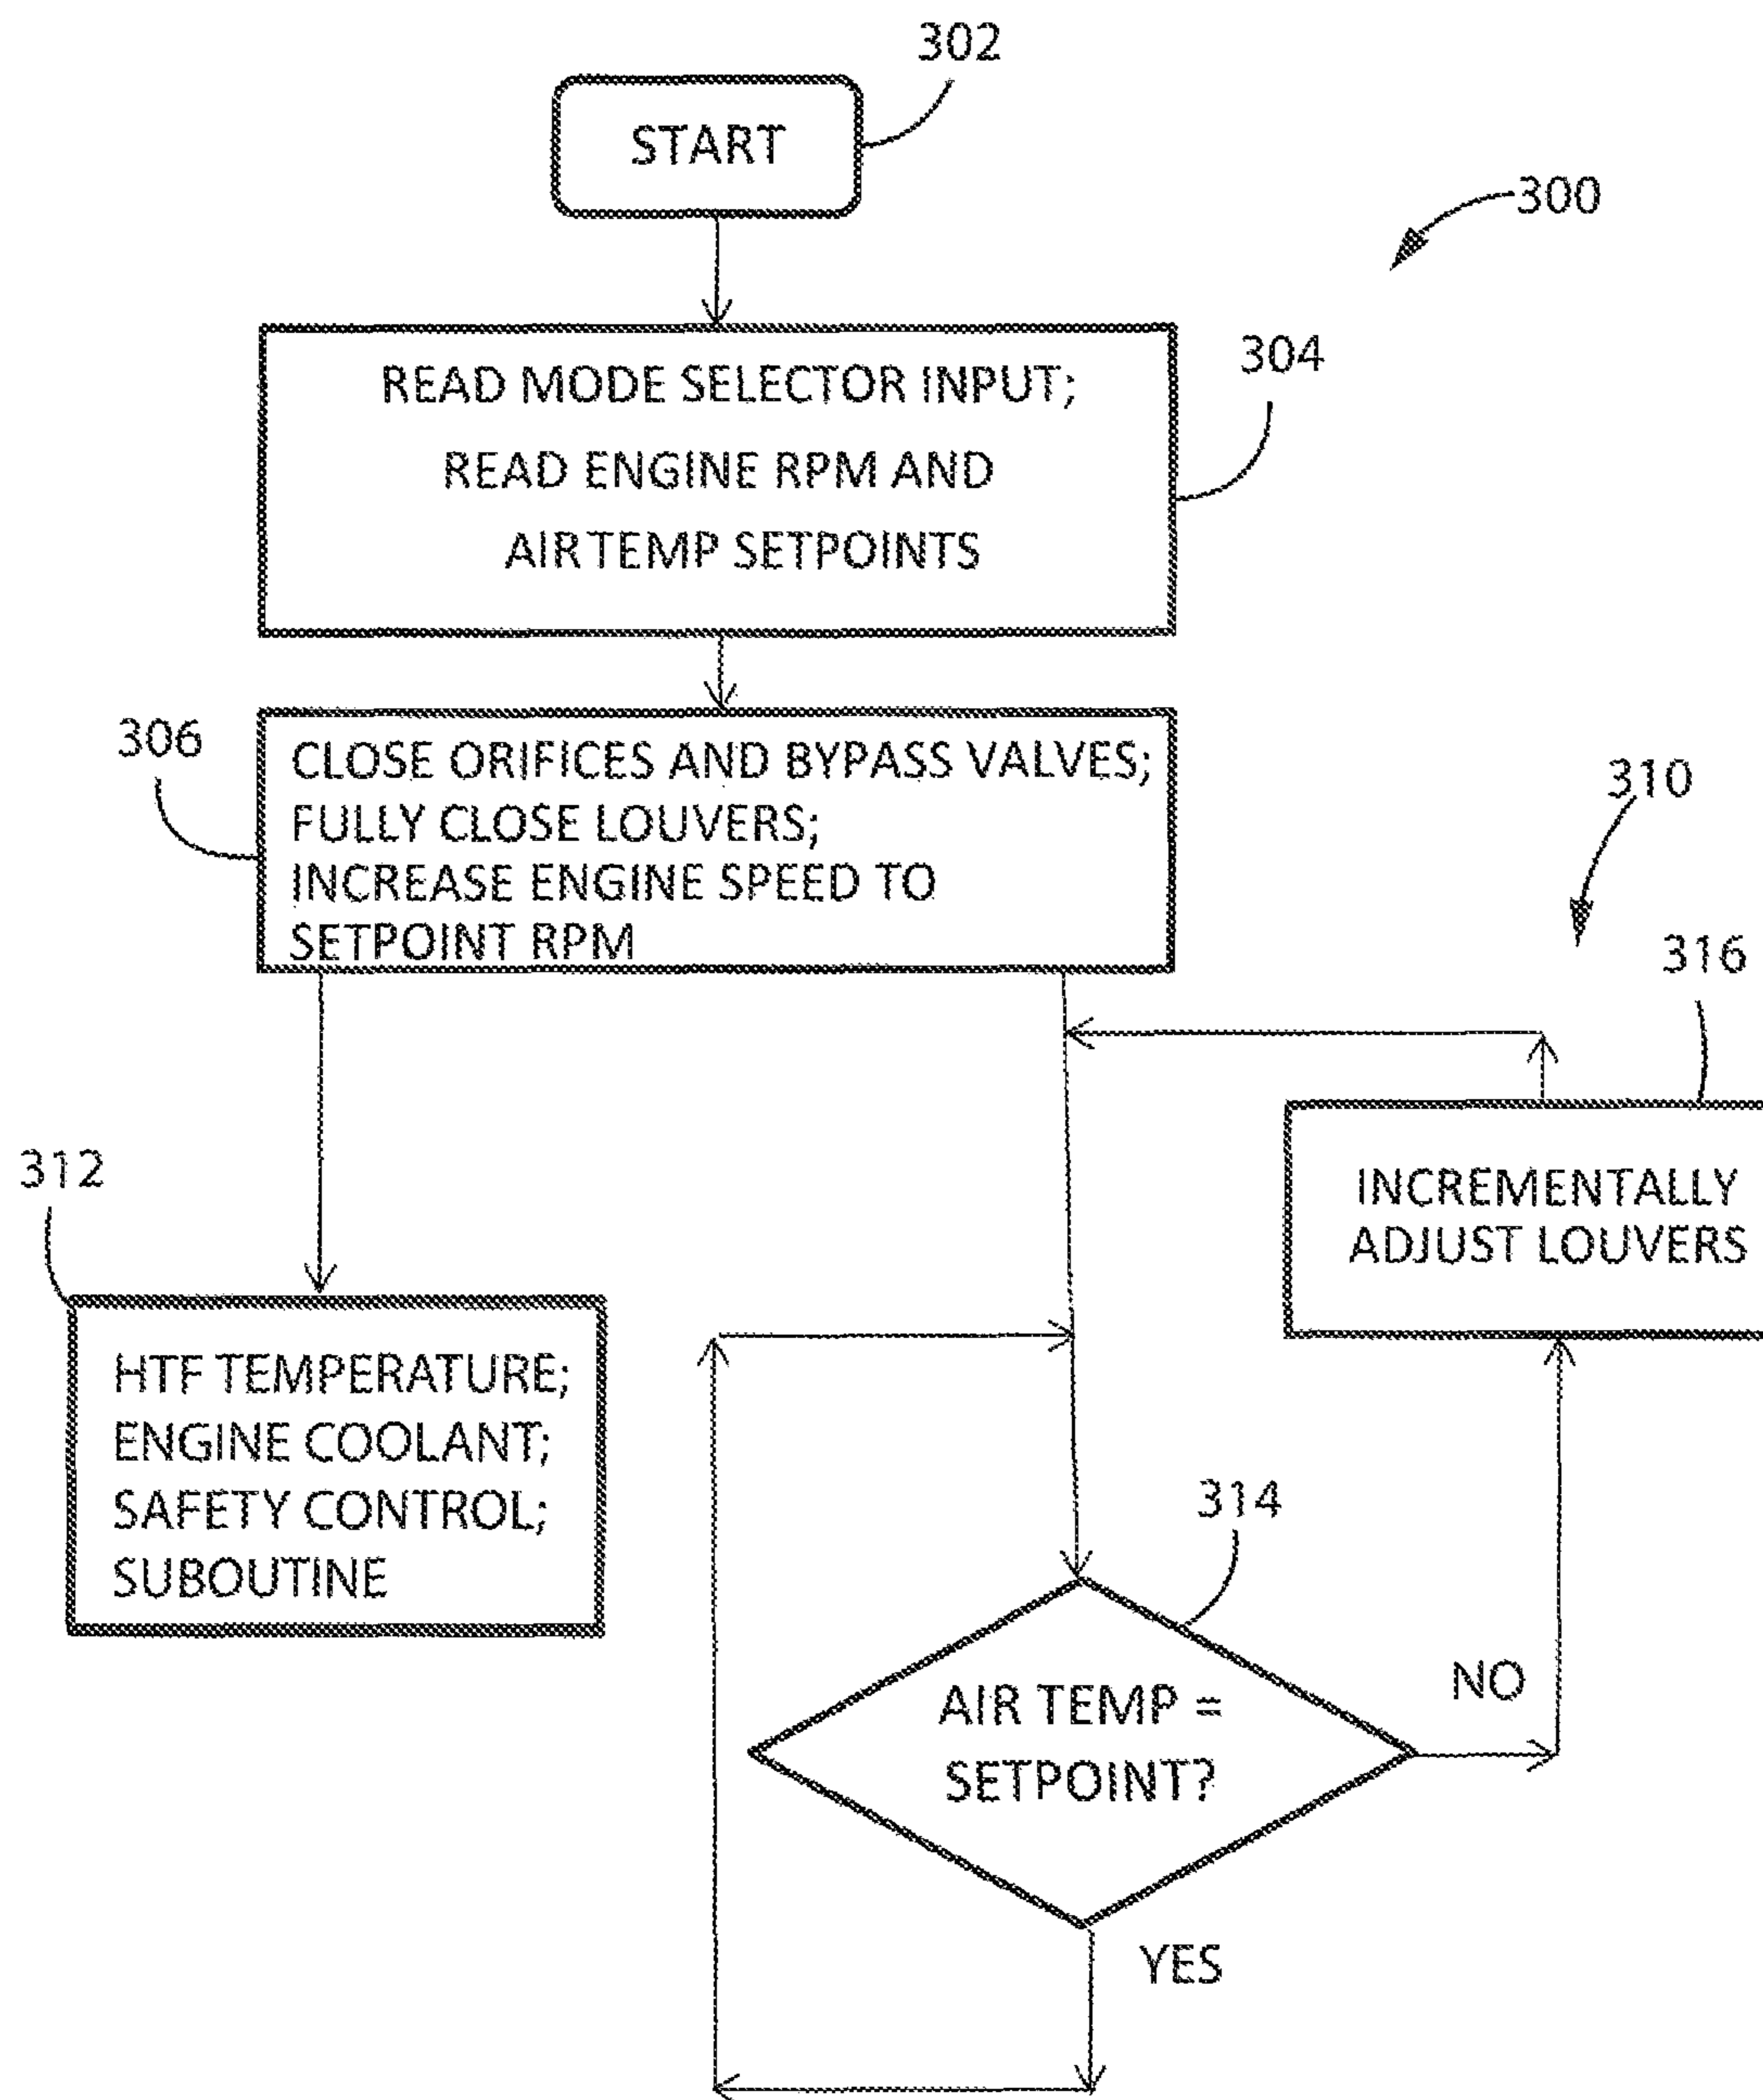 302
START
300
304
READ MODE SELECTOR INPUT;
READ ENGINE RPM AND
AIR TEMP SETPOINTS
306
CLOSE ORIFICES AND BYPASS VALVES;
FULLY CLOSE LOUVERS;
INCREASE ENGINE SPEED TO
SETPOINT RPM
310
316
INCREMENTALLY
ADJUST LOUVERS
312
HTF TEMPERATURE;
ENGINE COOLANT;
SAFETY CONTROL;
SUBOUTINE
314
AIR TEMP =
SETPOINT?
NO
YES